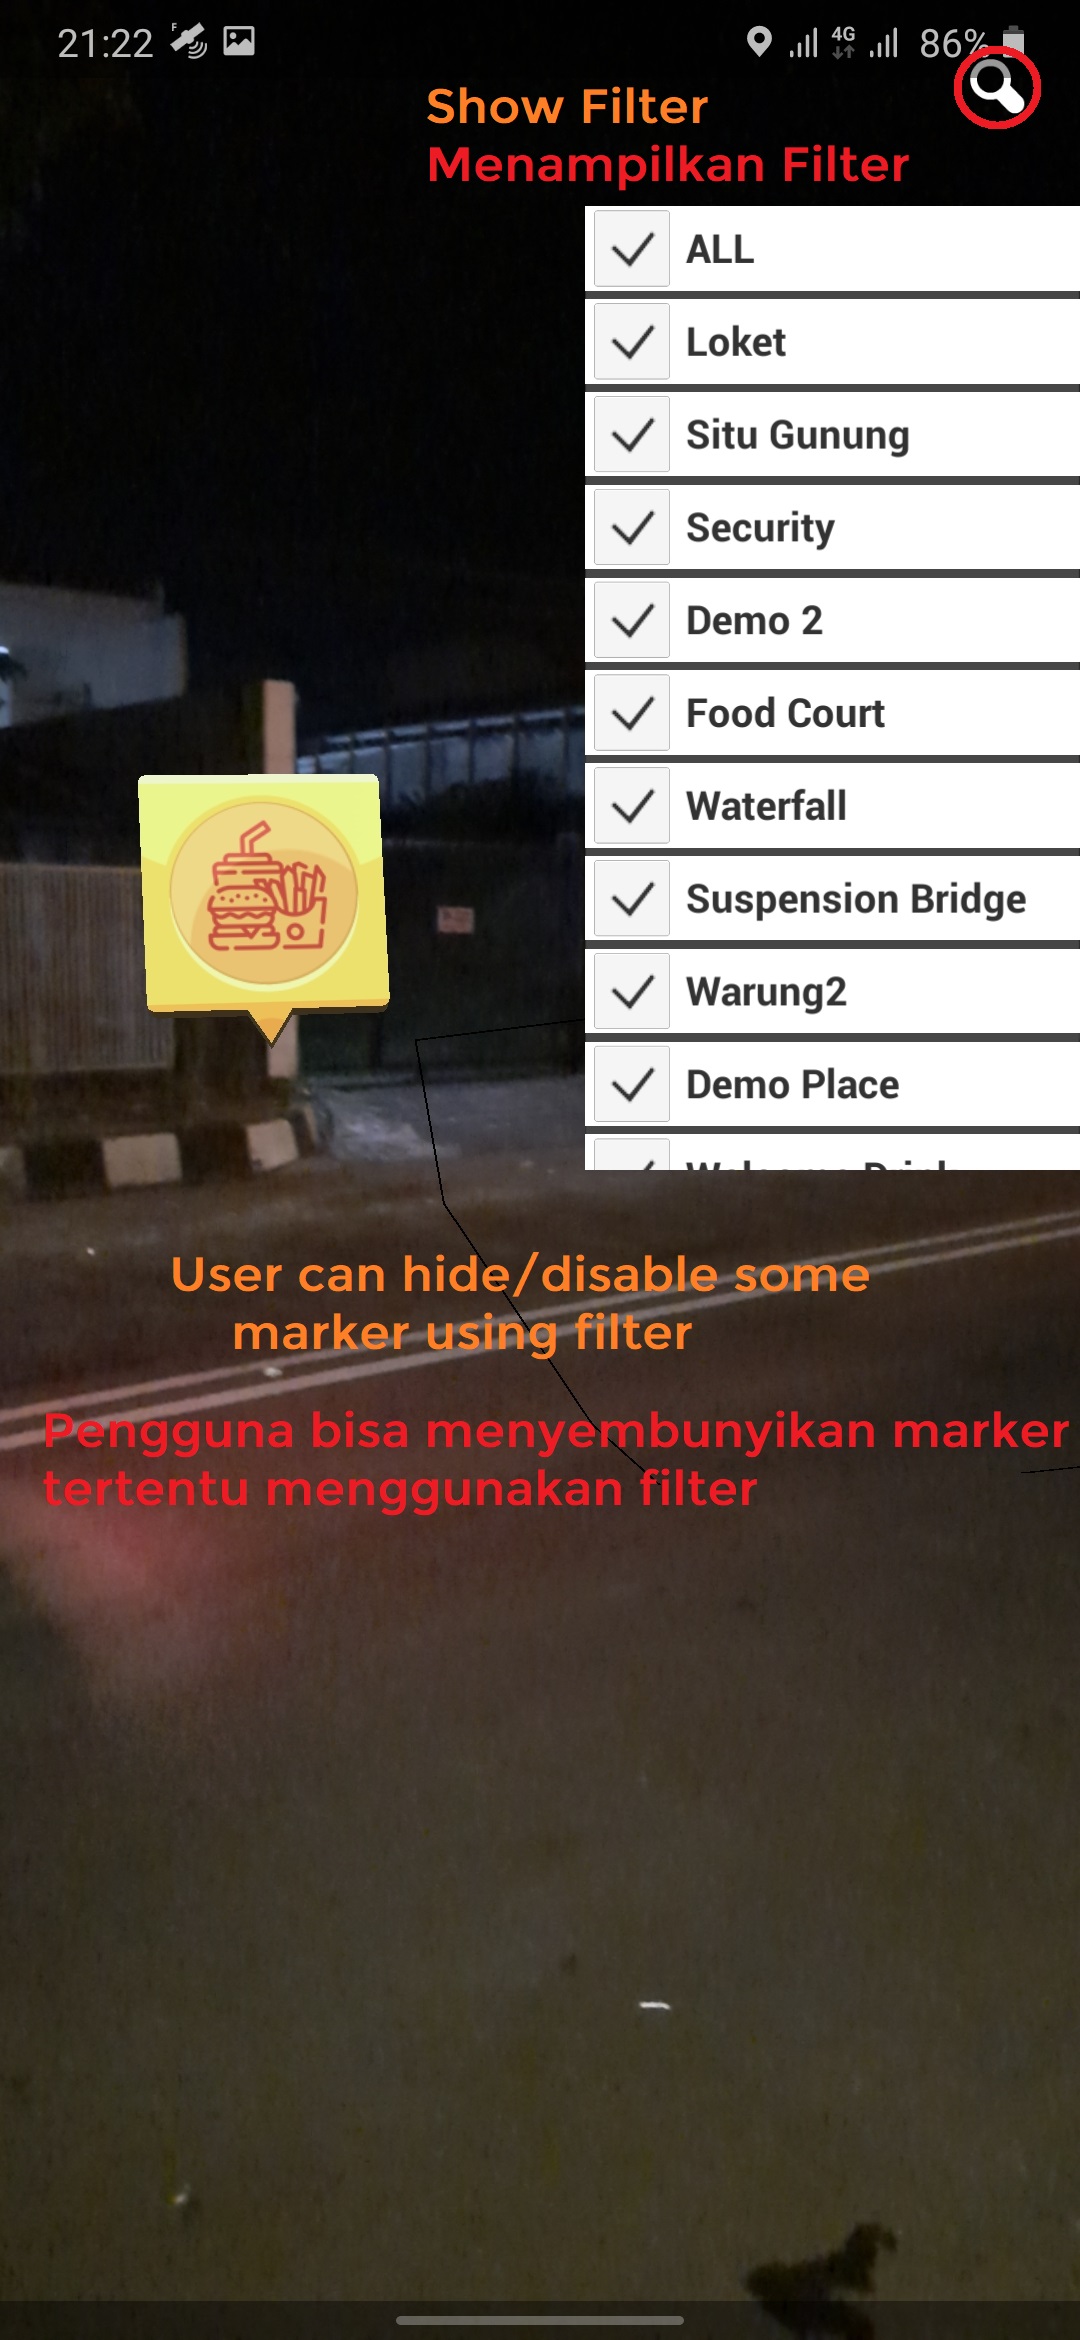 21:22 4G 86%
Show Filter
Menampilkan Filter
ALL
Loket
Situ Gunung
Security
Demo 2
Food Court
Waterfall
Suspension Bridge
Warung2
Demo Place
User can hide/disable some
marker using filter
Pengguna bisa menyembunyikan marker
tertentu menggunakan filter